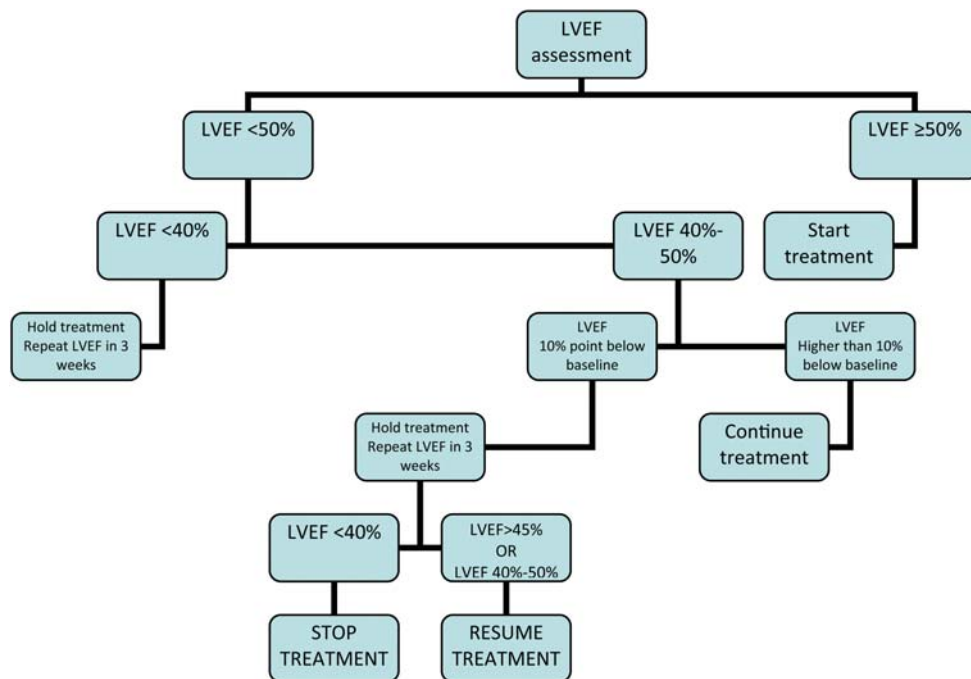 LVEF
assessment
LVEF <50%
LVEF ≥50%
LVEF <40%
LVEF 40%-
50%
Start
treatment
Hold treatment
Repeat LVEF in 3
weeks
LVEF
10% point below
baseline
LVEF
Higher than 10%
below baseline
Hold treatment
Repeat LVEF in 3
weeks
Continue
treatment
LVEF <40%
LVEF>45%
OR
LVEF 40%-50%
STOP
TREATMENT
RESUME
TREATMENT